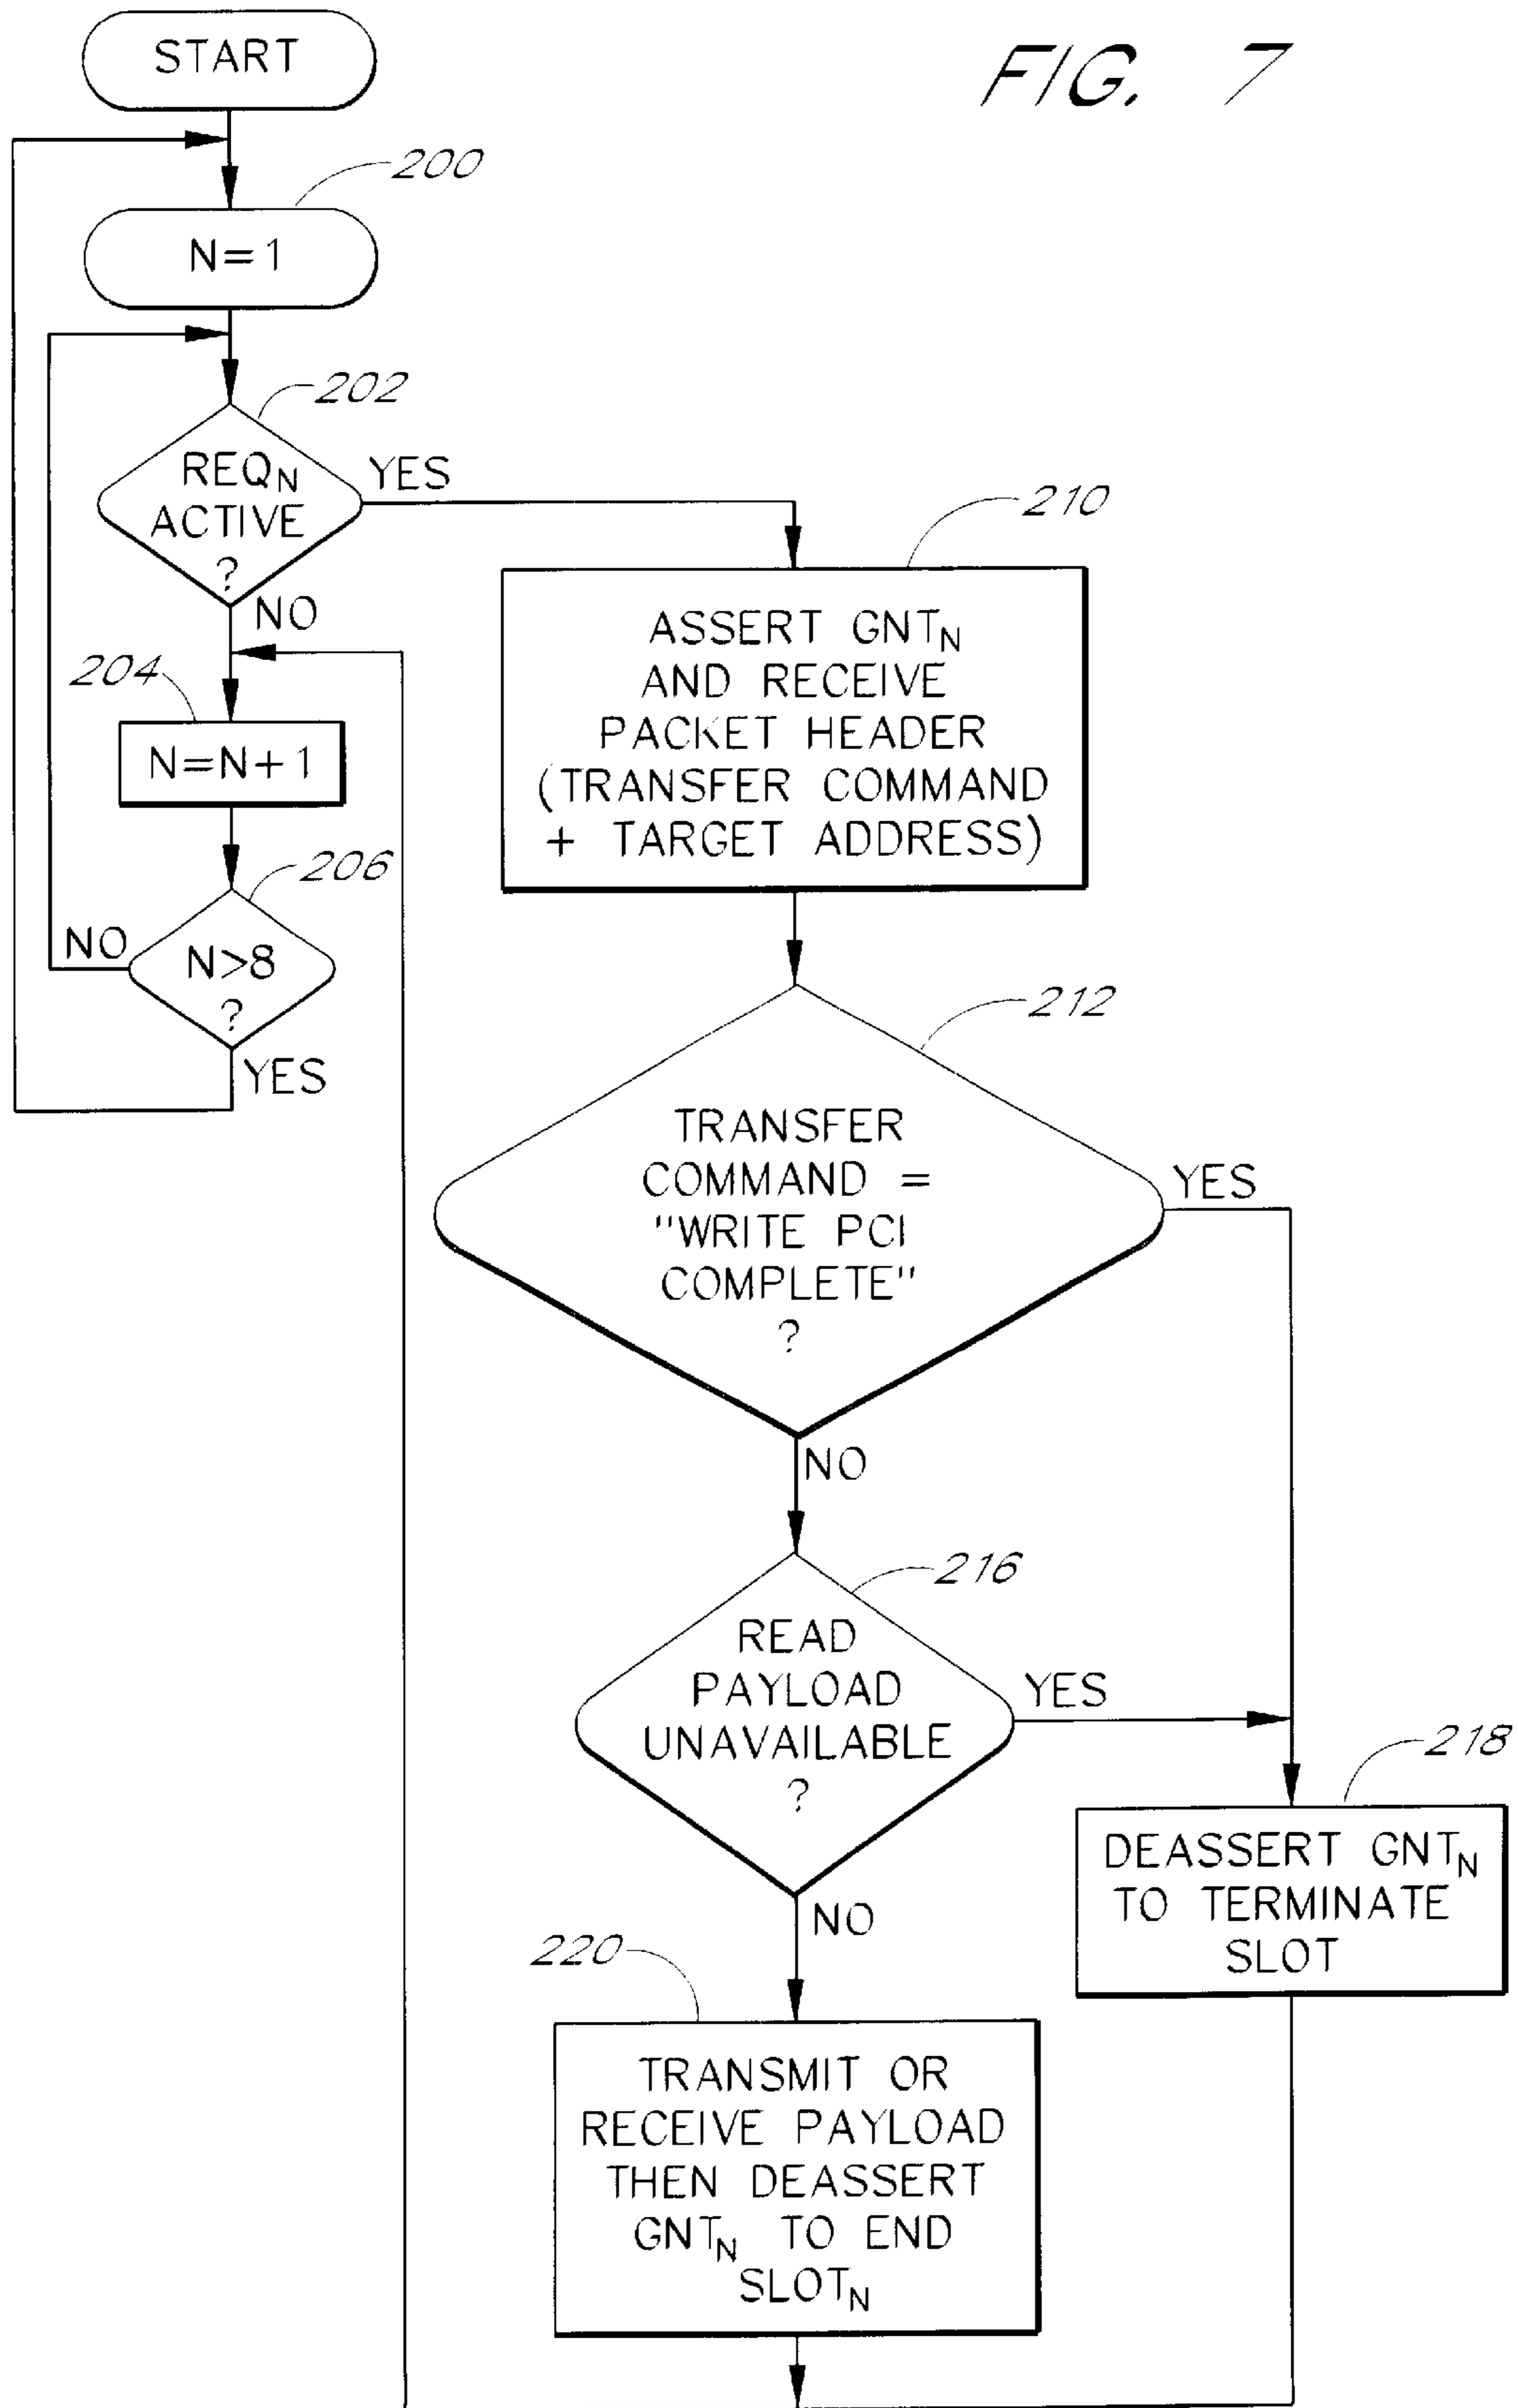 FIG. 7
START
200
N=1
202
REQN
ACTIVE
?
YES
NO
204
N=N+1
206
N>8
?
NO
YES
210
ASSERT GNTN
AND RECEIVE
PACKET HEADER
(TRANSFER COMMAND
+ TARGET ADDRESS)
212
TRANSFER
COMMAND =
"WRITE PCI
COMPLETE"
?
YES
NO
216
READ
PAYLOAD
UNAVAILABLE
?
YES
NO
218
DEASSERT GNTN
TO TERMINATE
SLOT
220
TRANSMIT OR
RECEIVE PAYLOAD
THEN DEASSERT
GNTN TO END
SLOTN